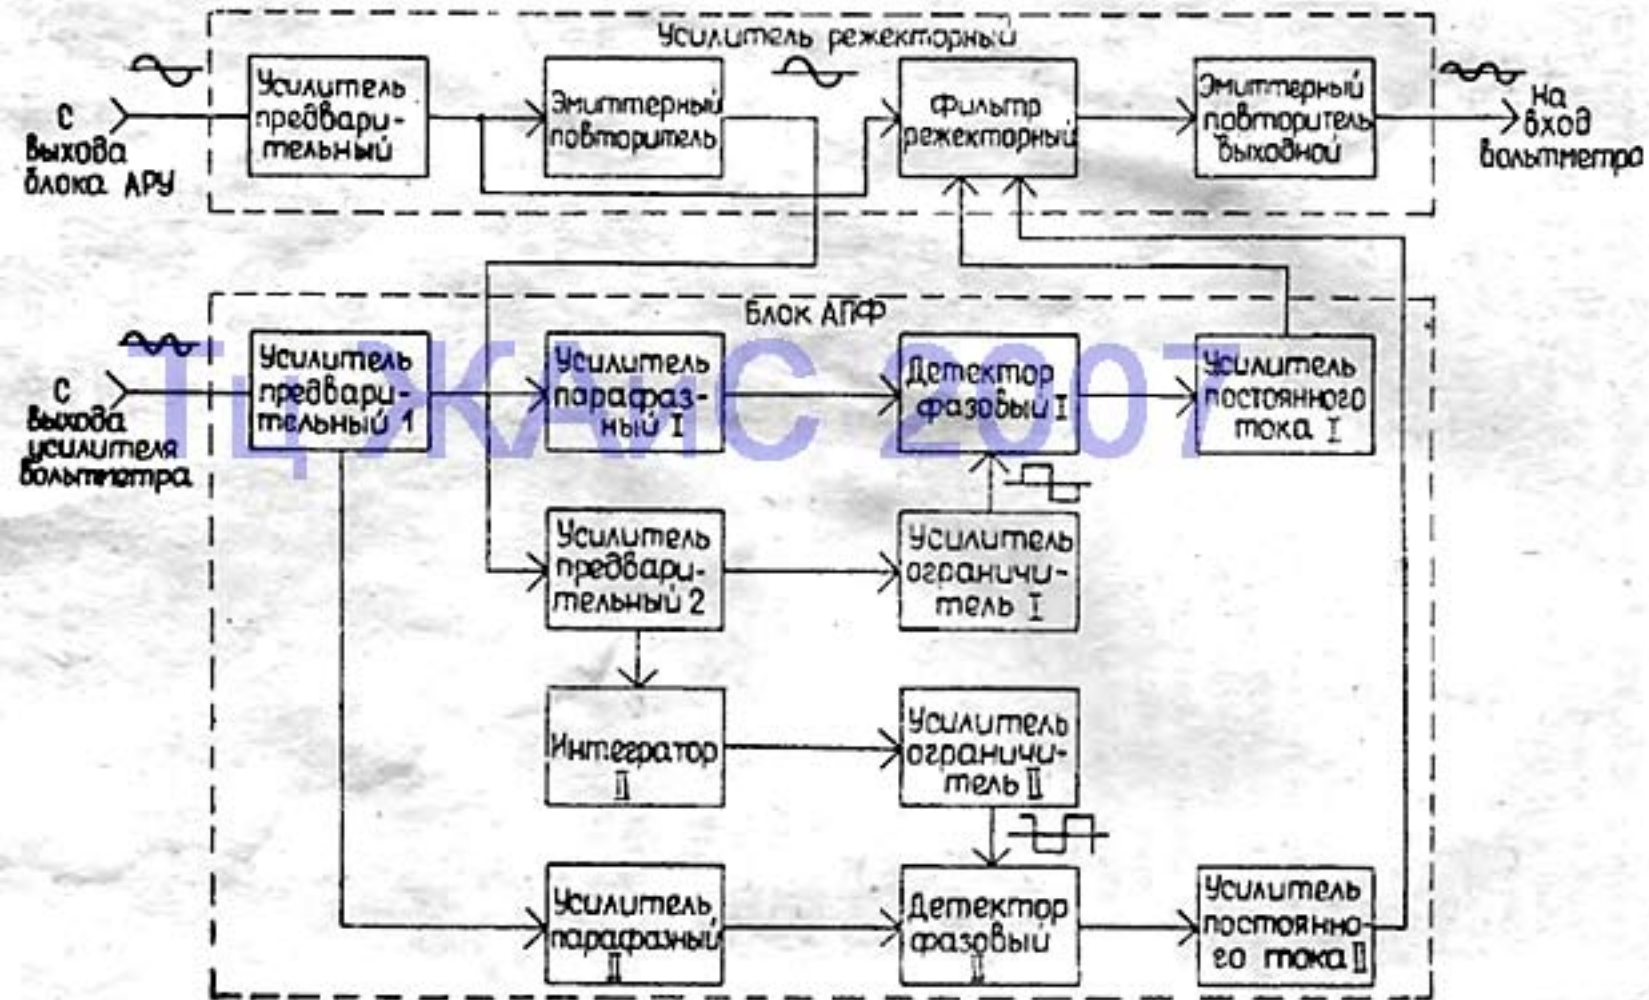 Усилитель режекторный
Усилитель
предвари-
тельный
Эмиттерный
повторитель
Фильтр
режекторный
Эмиттерный
повторитель
выходной
С
выхода
блока АРУ
На
вход
вольтметра
Блок АПФ
С
выхода
усилителя
вольтметра
Усилитель
предвари-
тельный 1
Усилитель
парафаз-
ный I
Детектор
фазовый I
Усилитель
постоянного
тока I
Усилитель
предвари-
тельный 2
Усилитель
ограничи-
тель I
Интегратор
II
Усилитель
ограничи-
тель II
Усилитель
парафазный
II
Детектор
фазовый
II
Усилитель
постоянно-
го тока II
ТЦ ЖАиС 2007